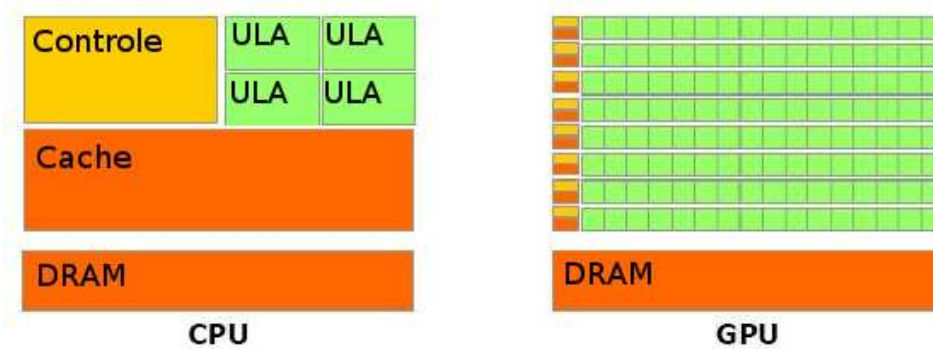 Controle
ULA ULA
ULA ULA
Cache
DRAM
CPU
DRAM
GPU